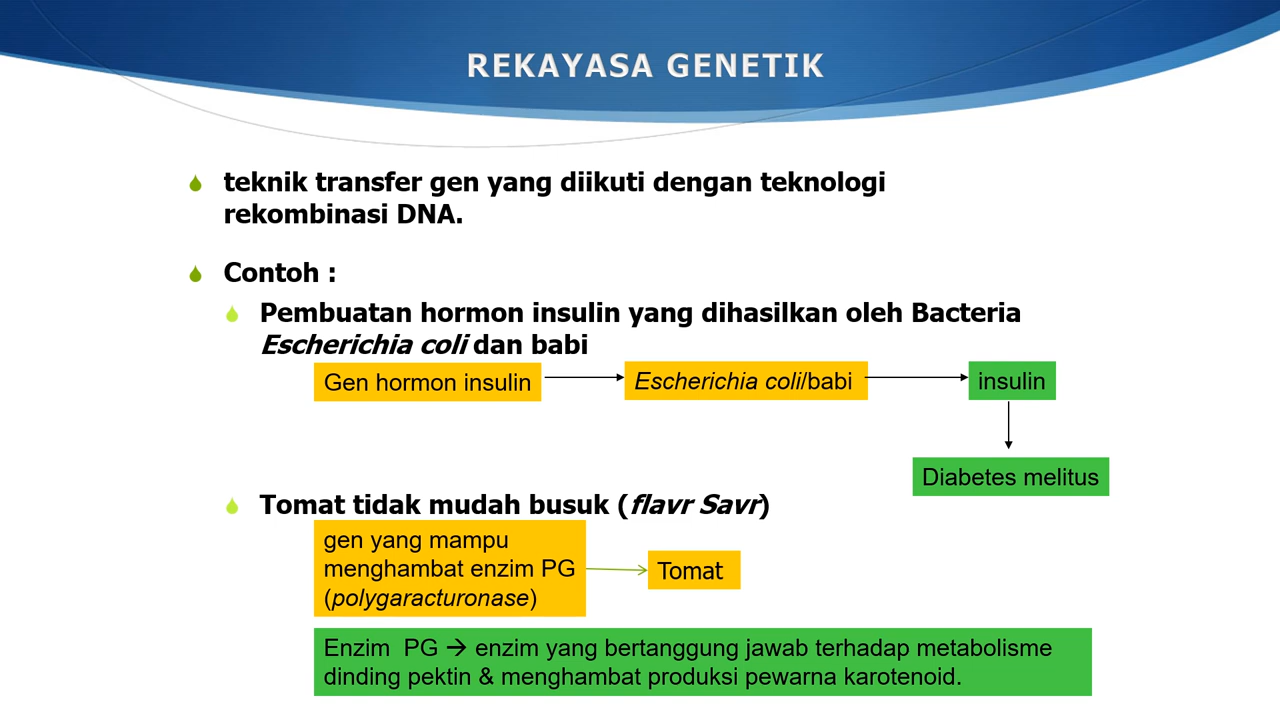 REKAYASA GENETIK
teknik transfer gen yang diikuti dengan teknologi
rekombinasi DNA.
Contoh :
Pembuatan hormon insulin yang dihasilkan oleh Bacteria
Escherichia coli dan babi
Gen hormon insulin
Escherichia coli/babi
insulin
Diabetes melitus
Tomat tidak mudah busuk (flavr Savr)
gen yang mampu
menghambat enzim PG
(polygaracturonase)
Tomat
Enzim PG → enzim yang bertanggung jawab terhadap metabolisme
dinding pektin & menghambat produksi pewarna karotenoid.